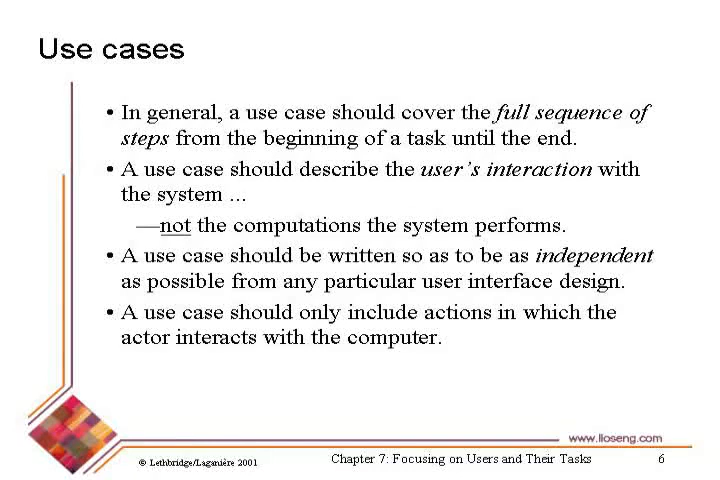 Use cases
• In general, a use case should cover the full sequence of
steps from the beginning of a task until the end.
• A use case should describe the user's interaction with
the system ...
—not the computations the system performs.
• A use case should be written so as to be as independent
as possible from any particular user interface design.
• A use case should only include actions in which the
actor interacts with the computer.
www.lloseng.com
© Lethbridge/Laganière 2001
Chapter 7: Focusing on Users and Their Tasks
6